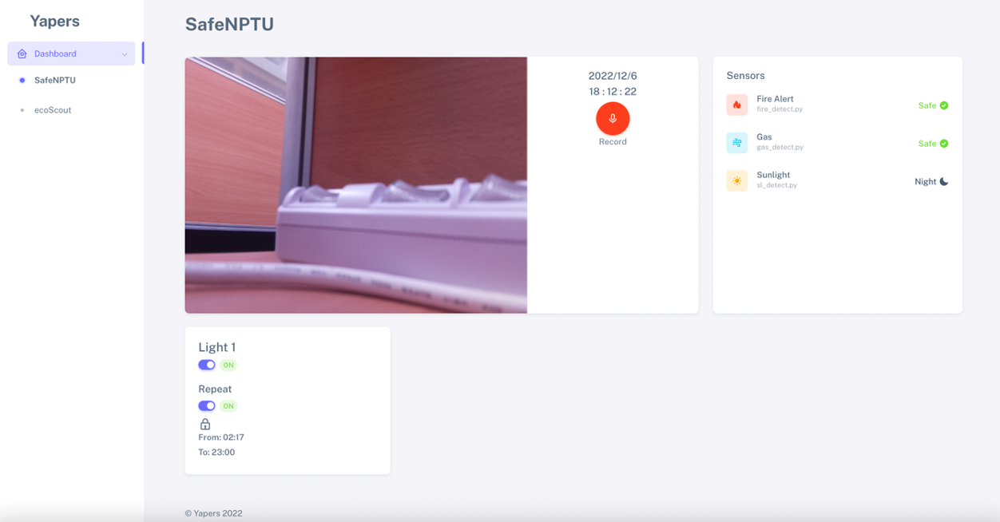 Yapers
Dashboard
SafeNPTU
ecoScout
SafeNPTU
2022/12/6
18 : 12 : 22
Record
Sensors
Fire Alert
fire_detect.py
Safe
Gas
gas_detect.py
Safe
Sunlight
sl_detect.py
Night
Light 1
ON
Repeat
ON
From: 02:17
To: 23:00
© Yapers 2022